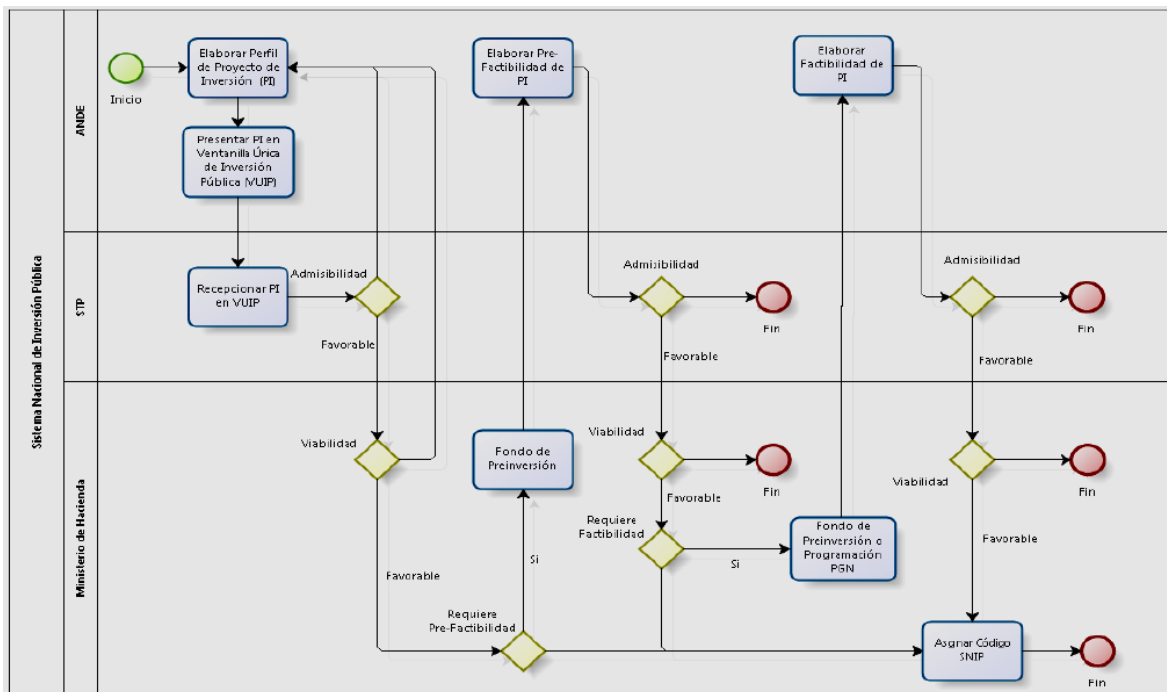 Sistema Nacional de Inversión Pública
ANDE
Inicio
Elaborar Perfil
de Proyecto de
Inversión (PI)
Presentar PI en
Ventanilla Única
de Inversión
Pública (VUIP)
Elaborar Pre-
Factibilidad de
PI
Elaborar
Factibilidad de
PI
STP
Recepcionar PI
en VUIP
Admisibilidad
Favorable
Admisibilidad
Fin
Favorable
Admisibilidad
Fin
Favorable
Ministerio de Hacienda
Viabilidad
Favorable
Fondo de
Preinversión
Si
Requiere
Pre-Factibilidad
Viabilidad
Fin
Favorable
Requiere
Factibilidad
Si
Fondo de
Preinversión o
Programación
PGN
Viabilidad
Fin
Favorable
Asignar Código
SNIP
Fin